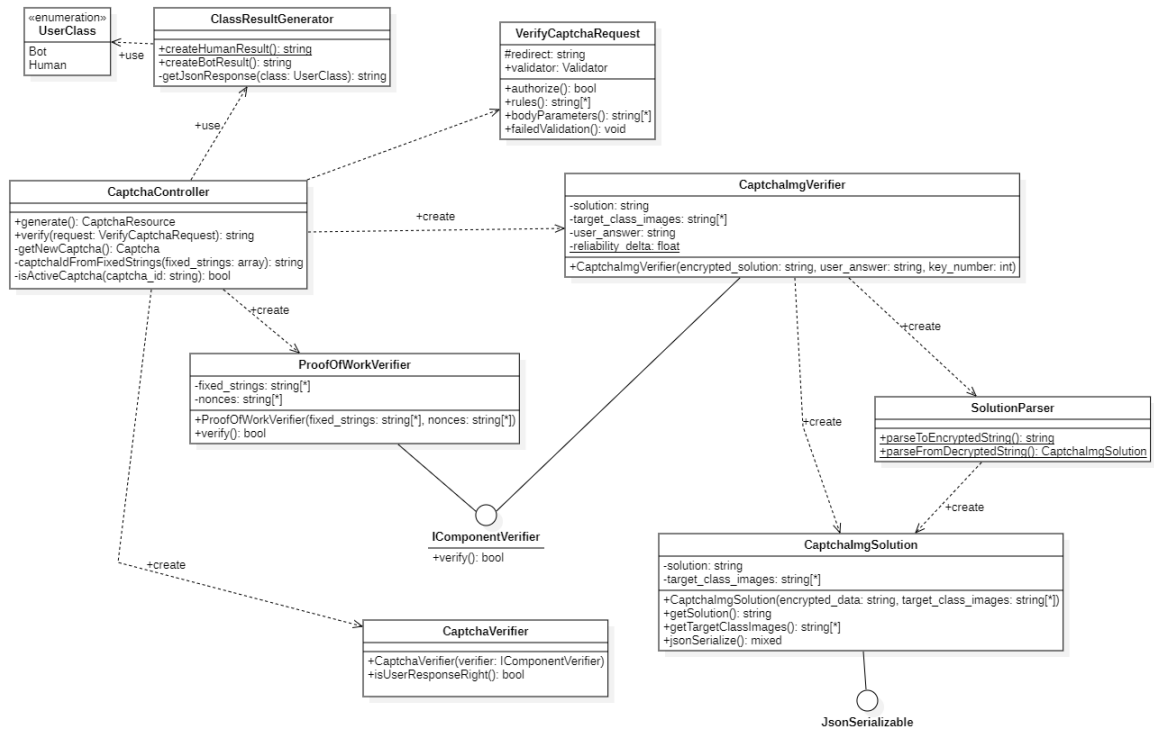 «enumeration»
UserClass
Bot
Human
+use
ClassResultGenerator
+createHumanResult(): string
+createBotResult(): string
-getJsonResponse(class: UserClass): string
VerifyCaptchaRequest
#redirect: string
+validator: Validator
+authorize(): bool
+rules(): string[*]
+bodyParameters(): string[*]
+failedValidation(): void
+use
CaptchaController
+generate(): CaptchaResource
+verify(request: VerifyCaptchaRequest): string
-getNewCaptcha(): Captcha
-captchaIdFromFixedStrings(fixed_strings: array): string
-isActiveCaptcha(captcha_id: string): bool
+create
CaptchaImgVerifier
-solution: string
-target_class_images: string[*]
-user_answer: string
-reliability_delta: float
+CaptchaImgVerifier(encrypted_solution: string, user_answer: string, key_number: int)
+create
+create
ProofOfWorkVerifier
-fixed_strings: string[*]
-nonces: string[*]
+ProofOfWorkVerifier(fixed_strings: string[*], nonces: string[*])
+verify(): bool
SolutionParser
+parseToEncryptedString(): string
+parseFromDecryptedString(): CaptchaImgSolution
+create
+create
IComponentVerifier
+verify(): bool
CaptchaImgSolution
-solution: string
-target_class_images: string[*]
+CaptchaImgSolution(encrypted_data: string, target_class_images: string[*])
+getSolution(): string
+getTargetClassImages(): string[*]
+jsonSerialize(): mixed
+create
CaptchaVerifier
+CaptchaVerifier(verifier: IComponentVerifier)
+isUserResponseRight(): bool
JsonSerializable